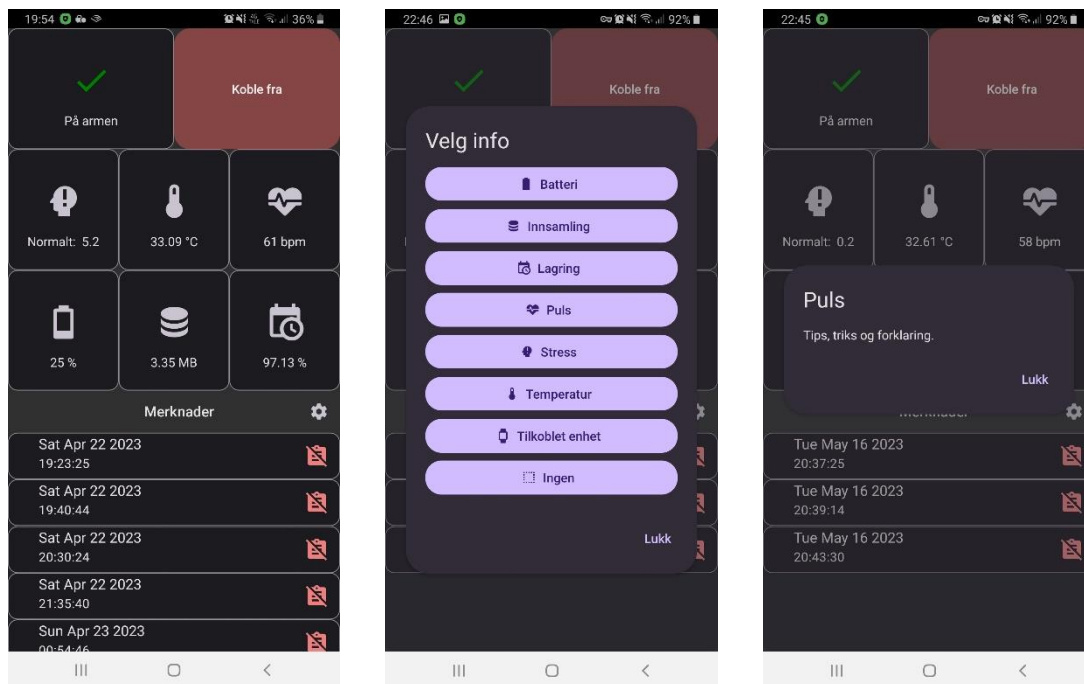 19:54 36%
På armen
Koble fra
Normalt: 5.2
33.09 °C
61 bpm
25 %
3.35 MB
97.13 %
Merknader
Sat Apr 22 2023
19:23:25
Sat Apr 22 2023
19:40:44
Sat Apr 22 2023
20:30:24
Sat Apr 22 2023
21:35:40
Sun Apr 23 2023
00:54:46
22:46 92%
Koble fra
Velg info
Batteri
Innsamling
Lagring
Puls
Stress
Temperatur
Tilkoblet enhet
Ingen
Lukk
22:45 92%
På armen
Koble fra
Normalt: 0.2
32.61 °C
58 bpm
Puls
Tips, triks og forklaring.
Lukk
Tue May 16 2023
20:37:25
Tue May 16 2023
20:39:14
Tue May 16 2023
20:43:30